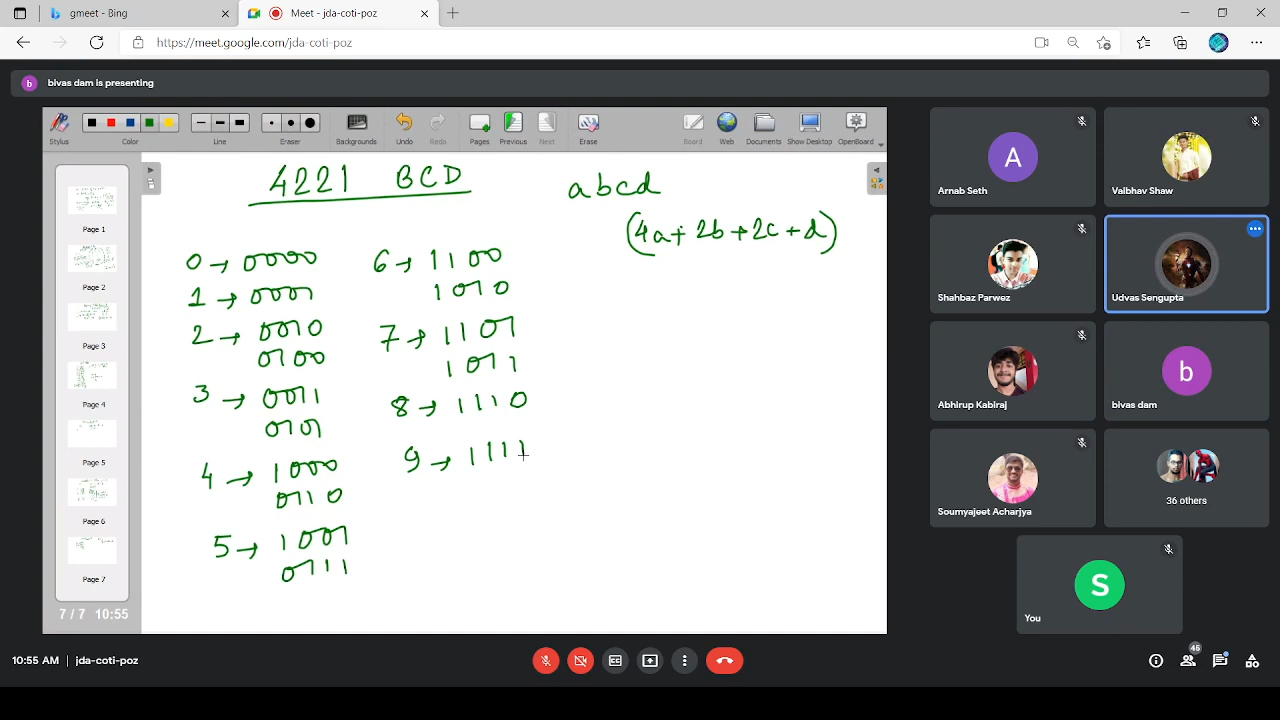 gmeet - Bing
Meet - jda-coti-poz
https://meet.google.com/jda-coti-poz
b
bivas dam is presenting
Stylus
Color
Line
Eraser
Backgrounds
Undo
Redo
Pages
Previous
Next
Erase
Board
Web
Documents
Show Desktop
OpenBoard
Page 1
Page 2
Page 3
Page 4
Page 5
Page 6
Page 7
7 / 7 10:55
4221 BCD
abcd
(4a+2b+2c+d)
0→0000
1→0001
2→0010
0100
3→0011
0101
4→1000
0110
5→1001
0111
6→1100
1010
7→1101
1011
8→1110
9→1111
A
Arnab Seth
Vaibhav Shaw
Shahbaz Parwez
Udvas Sengupta
Abhirup Kabiraj
b
bivas dam
Soumyajeet Acharjya
36 others
S
You
10:55 AM | jda-coti-poz
45